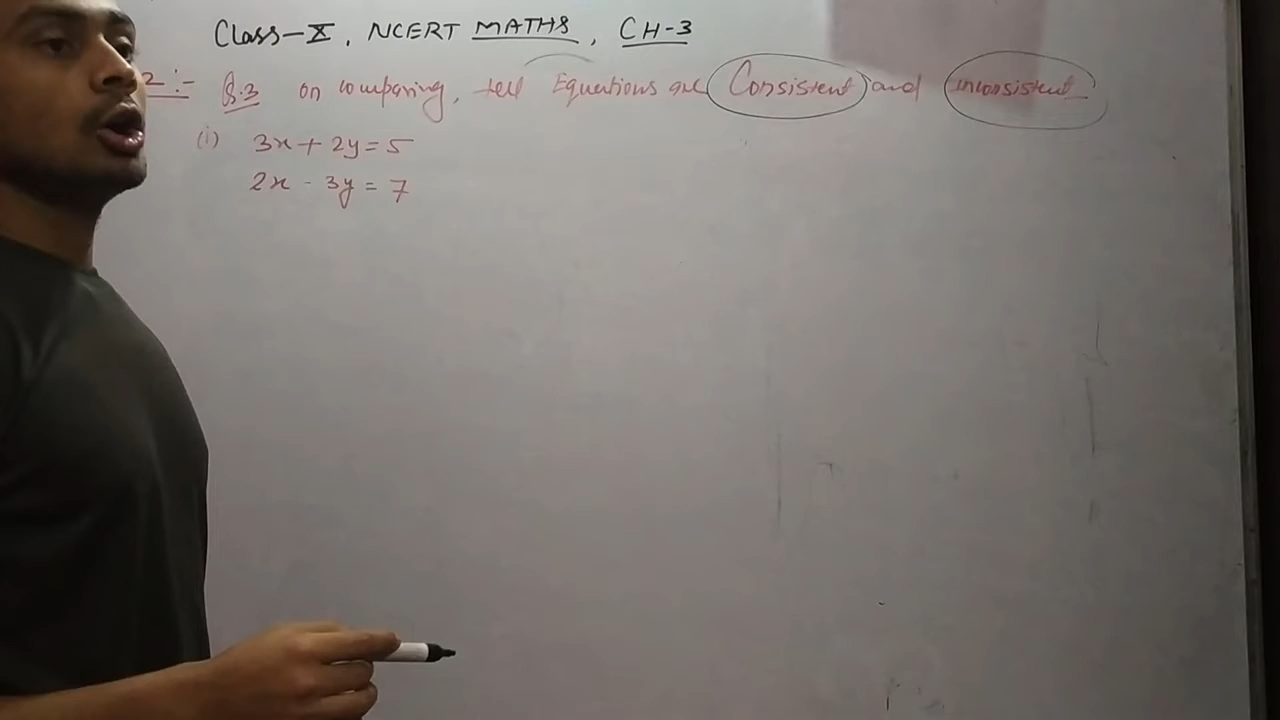 Class-X, NCERT MATHS, CH-3
2:- Q.3 on comparing, tell Equations are Consistent and inconsistent
(i) 3x + 2y = 5
2x - 3y = 7